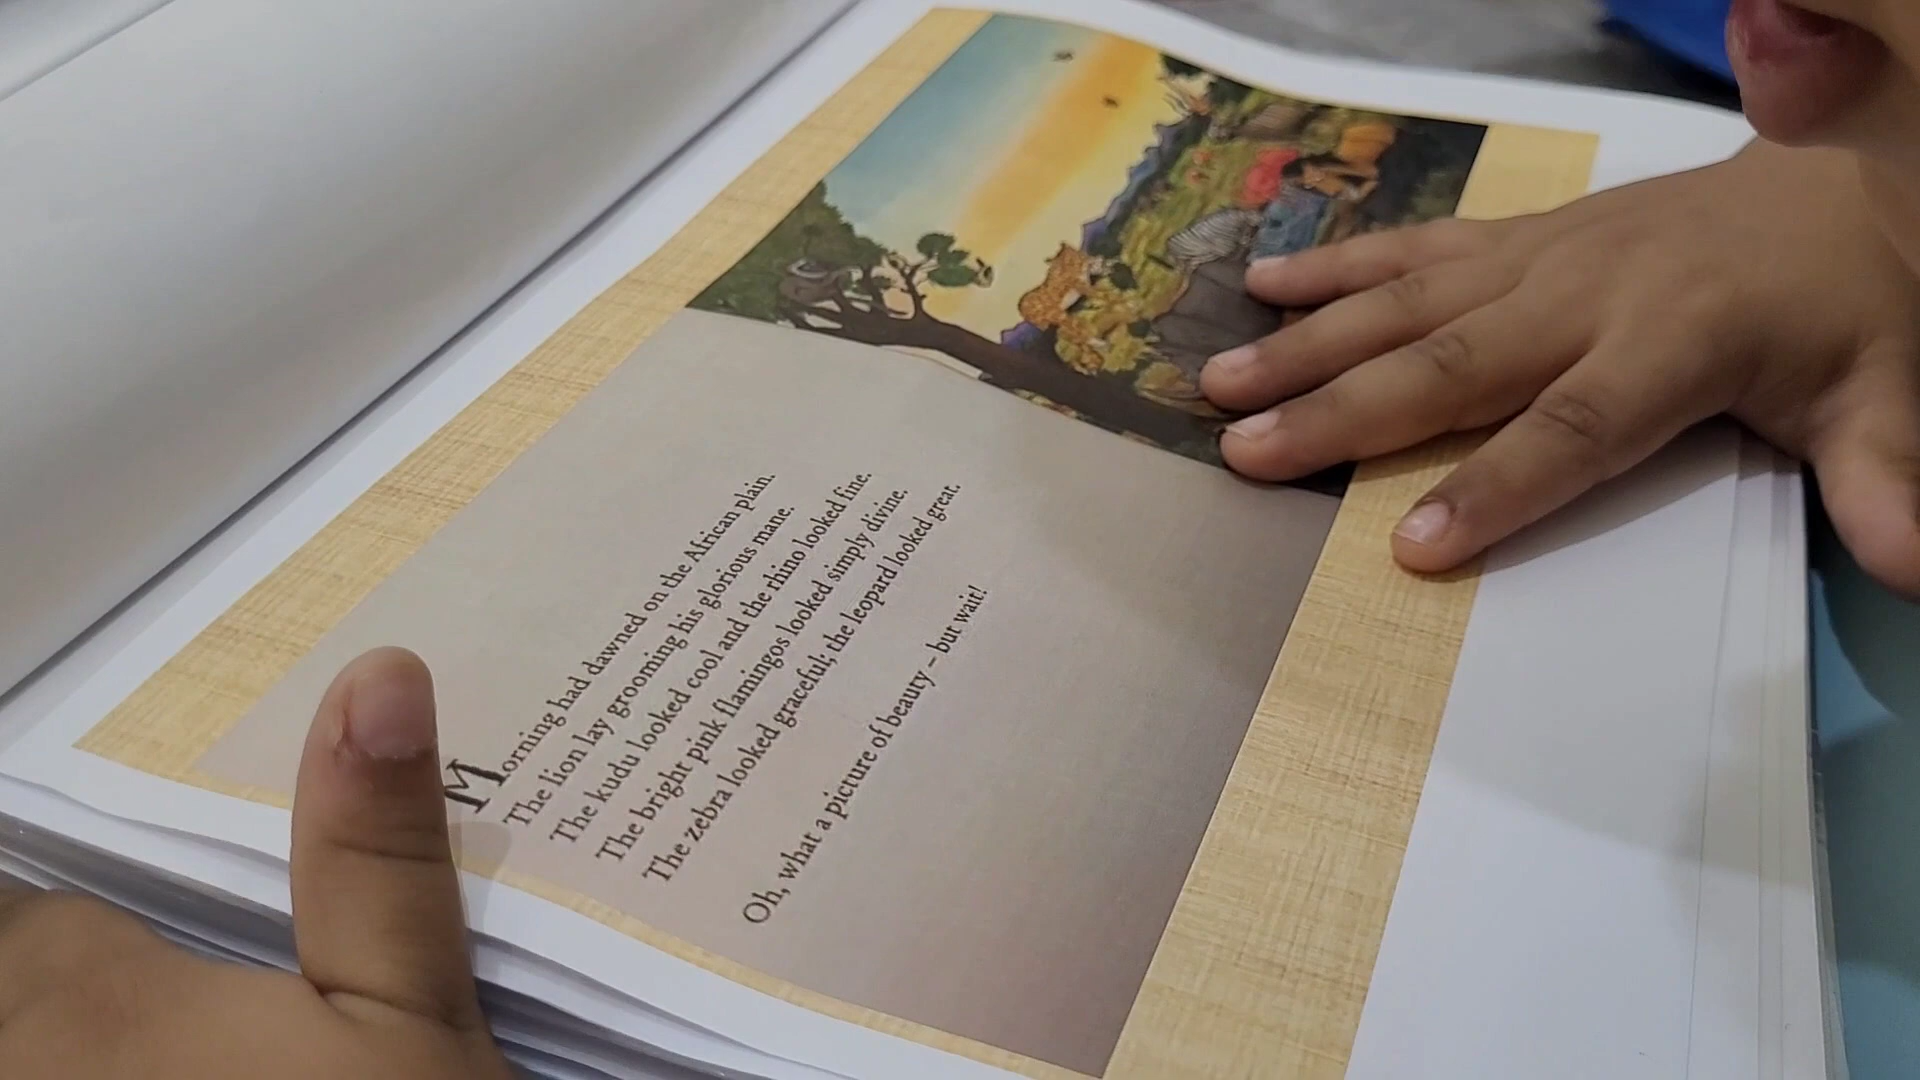 Morning had dawned on the African plain.
The lion lay grooming his glorious mane.
The kudu looked cool and the rhino looked fine.
The bright pink flamingos looked simply divine.
The zebra looked graceful; the leopard looked great.
Oh, what a picture of beauty – but wait!